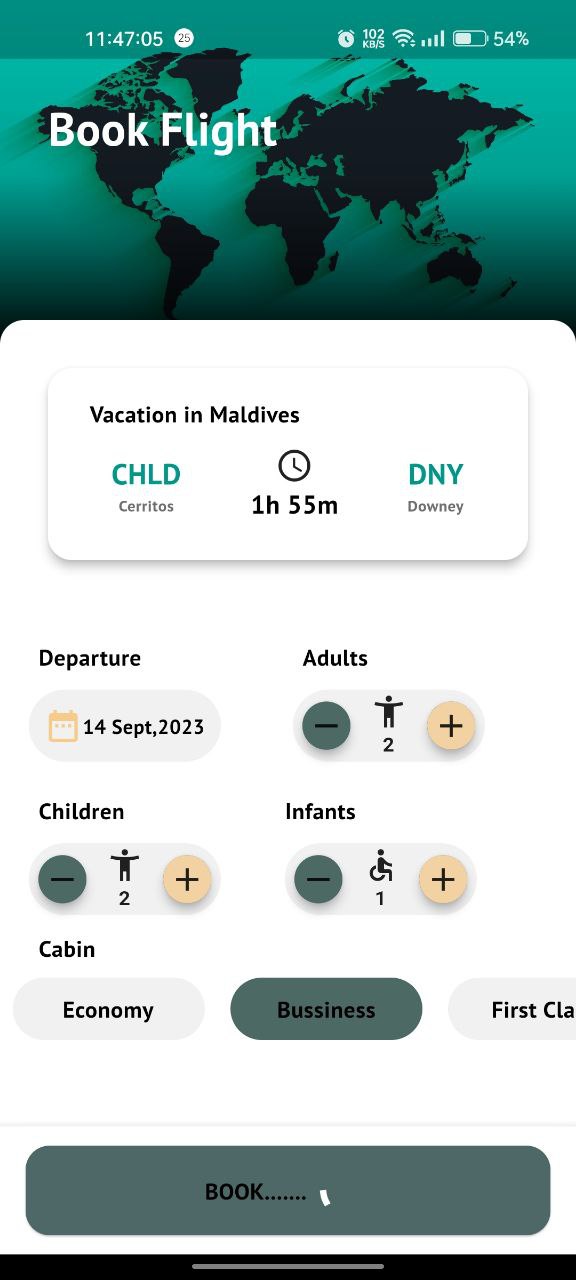 11:47:05 25 102 KB/S 54%
Book Flight
Vacation in Maldives
CHLD DNY
Cerritos 1h 55m Downey
Departure Adults
14 Sept,2023 2
Children Infants
2 1
Cabin
Economy Bussiness First Cla
BOOK.......